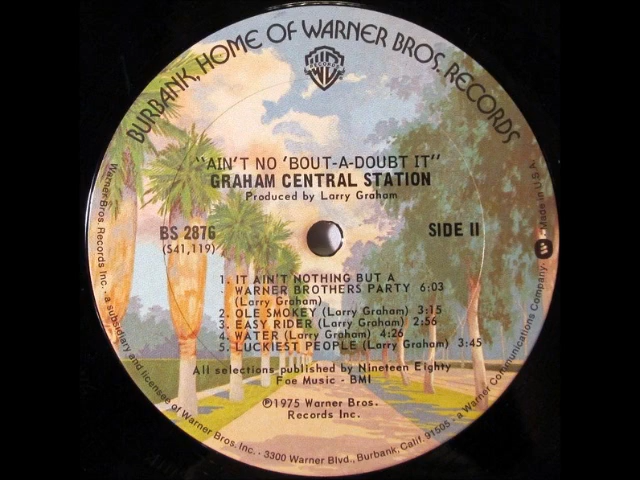 BURBANK, HOME OF WARNER BROS. RECORDS
"AIN'T NO 'BOUT-A-DOUBT IT"
GRAHAM CENTRAL STATION
Produced by Larry Graham
BS 2876
(S41,119)
SIDE II
1. IT AIN'T NOTHING BUT A
WARNER BROTHERS PARTY 6:03
(Larry Graham)
2. OLE SMOKEY (Larry Graham) 3:15
3. EASY RIDER (Larry Graham) 2:56
4. WATER (Larry Graham) 4:26
5. LUCKIEST PEOPLE (Larry Graham) 3:45
All selections published by Nineteen Eighty
Foe Music - BMI
℗1975 Warner Bros.
Records Inc.
Warner Bros. Records Inc. - a subsidiary and licensee of Warner Bros. Inc. - 3300 Warner Blvd., Burbank, Calif. 91505 - a Warner Communications Company. Made in U.S.A.